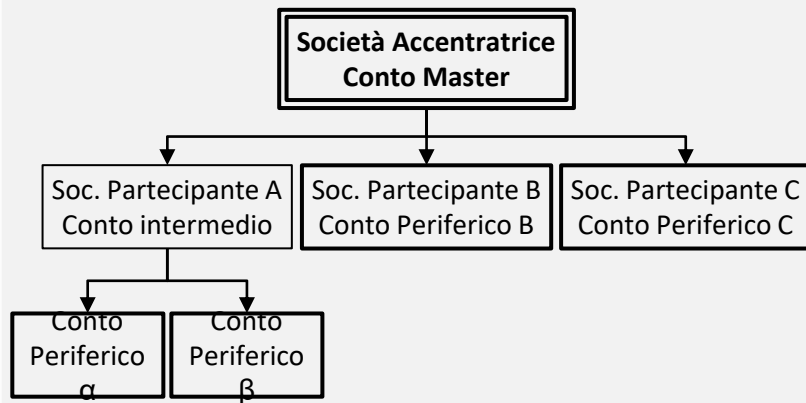 Società Accentratrice
Conto Master
Soc. Partecipante A
Conto intermedio
Soc. Partecipante B
Conto Periferico B
Soc. Partecipante C
Conto Periferico C
Conto
Periferico
α
Conto
Periferico
β